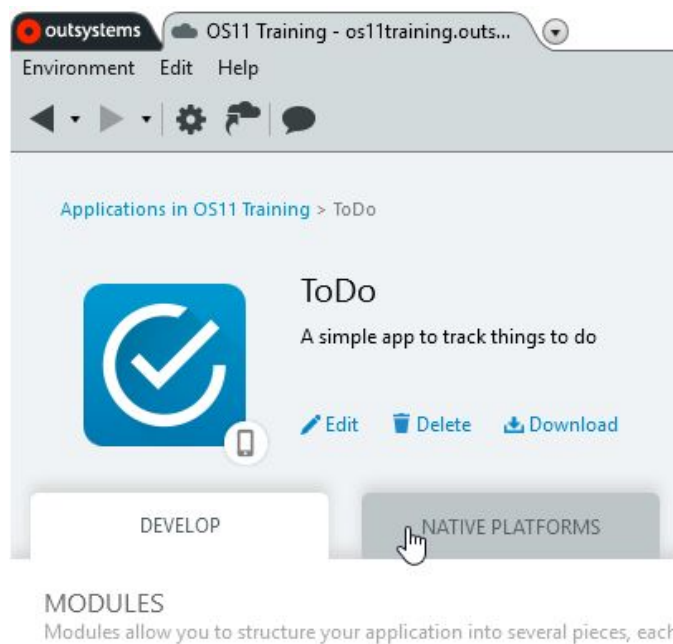 outsystems
OS11 Training - os11training.outs...
Environment Edit Help
Applications in OS11 Training > ToDo
ToDo
A simple app to track things to do
Edit Delete Download
DEVELOP NATIVE PLATFORMS
MODULES
Modules allow you to structure your application into several pieces, each